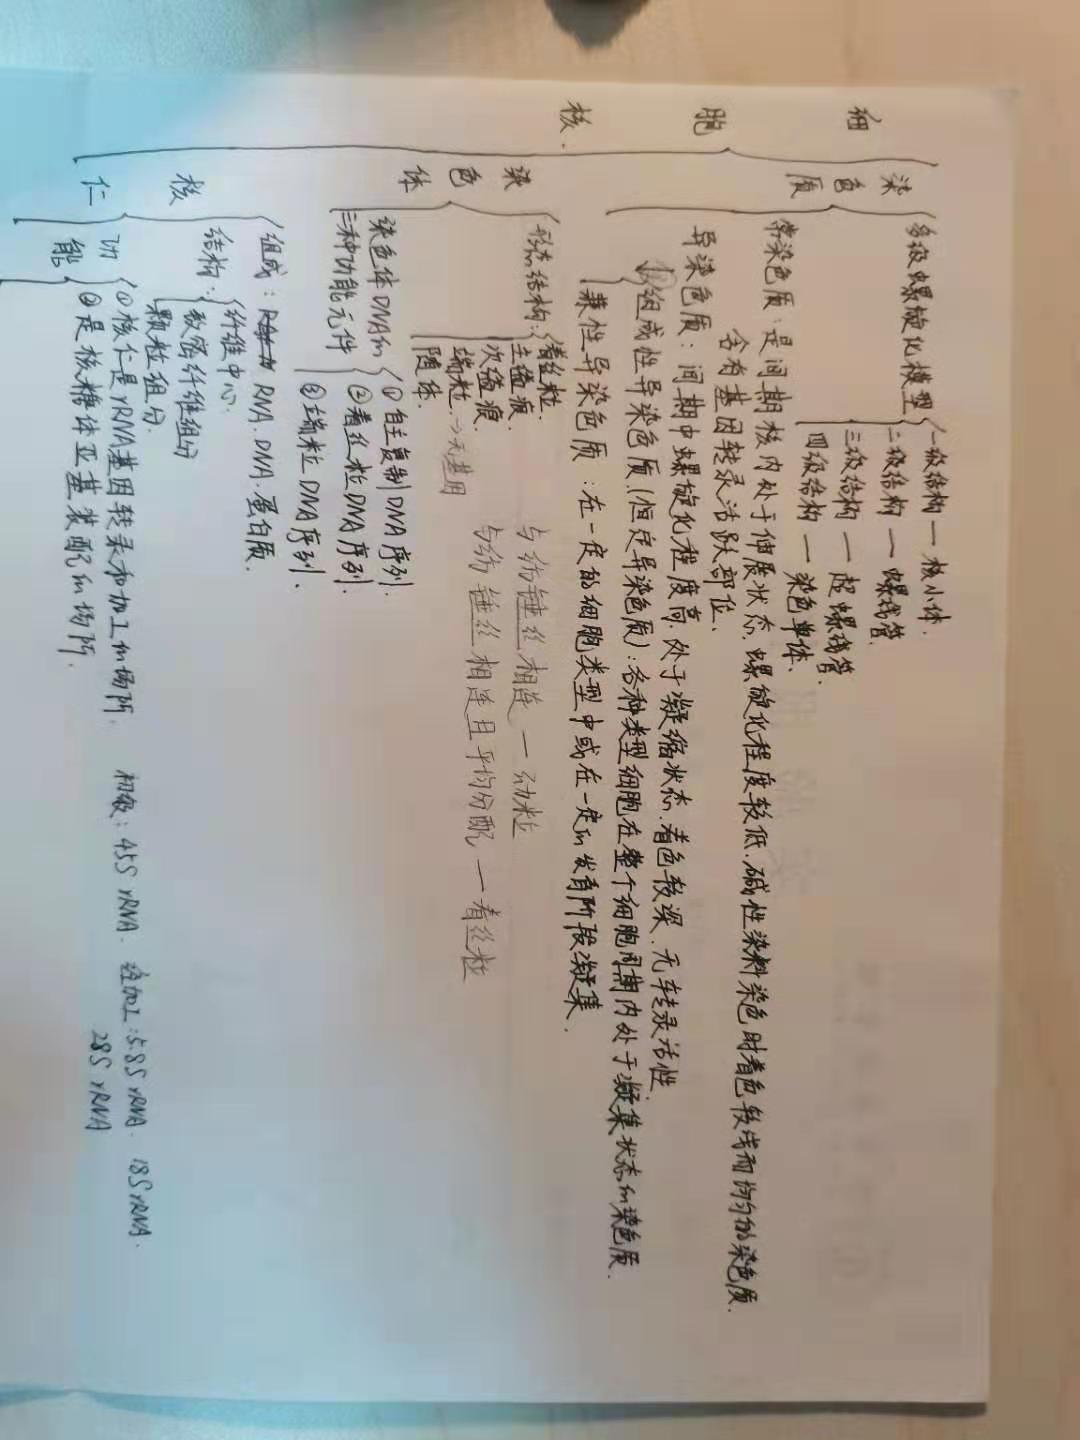 细胞核.
染色质
多级螺旋化模型
一级结构 — 核小体.
二级结构 — 螺线管.
三级结构 — 超螺线管.
四级结构 — 染色单体.
常染色质：是间期核内处于伸展状态.螺旋化程度较低.碱性染料染色时着色较浅而均匀的染色质.
含有基因转录活跃部位.
异染色质：间期中螺旋化程度高.处于凝缩状态.着色较深.无转录活性.
组成性异染色质(恒定异染色质)：各种类型细胞在整个细胞周期内处于凝集状态的染色质.
兼性异染色质：在一定的细胞类型中或在一定的发育阶段凝集.
染色体
形态结构：
着丝粒.
主缢痕.
次缢痕.
端粒.→无基因
随体.
与纺锤丝相连 — 动粒
与纺锤丝相连且平均分配 — 着丝粒
染色体DNA的
三种功能元件
①自主复制DNA序列.
②着丝粒DNA序列.
③端粒DNA序列.
核仁
组成：RNA.DNA.蛋白质.
结构：
纤维中心.
致密纤维组分
颗粒组分.
功能
①核仁是rRNA基因转录和加工的场所. 初级：45S rRNA. 经加工：5.8S rRNA. 18S rRNA.
28S rRNA
②是核糖体亚基装配的场所.